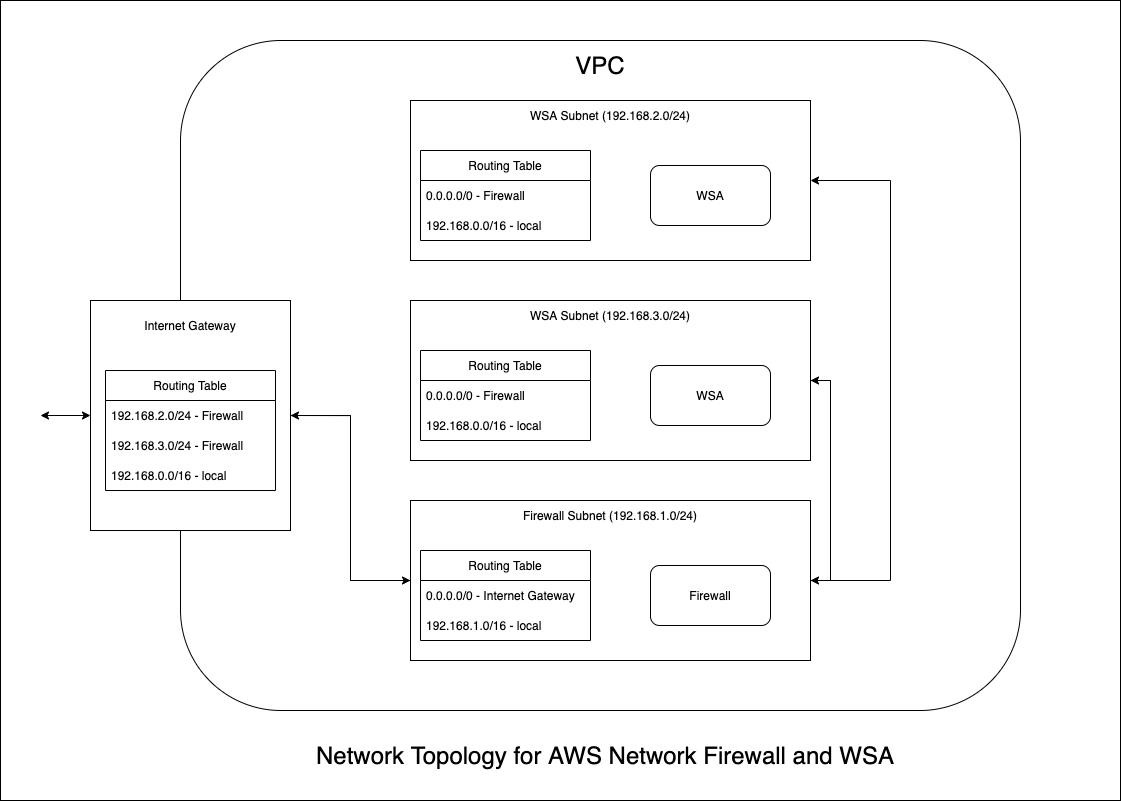 VPC
WSA Subnet (192.168.2.0/24)
Routing Table
0.0.0.0/0 - Firewall
192.168.0.0/16 - local
WSA
Internet Gateway
Routing Table
192.168.2.0/24 - Firewall
192.168.3.0/24 - Firewall
192.168.0.0/16 - local
WSA Subnet (192.168.3.0/24)
Routing Table
0.0.0.0/0 - Firewall
192.168.0.0/16 - local
WSA
Firewall Subnet (192.168.1.0/24)
Routing Table
0.0.0.0/0 - Internet Gateway
192.168.1.0/16 - local
Firewall
Network Topology for AWS Network Firewall and WSA